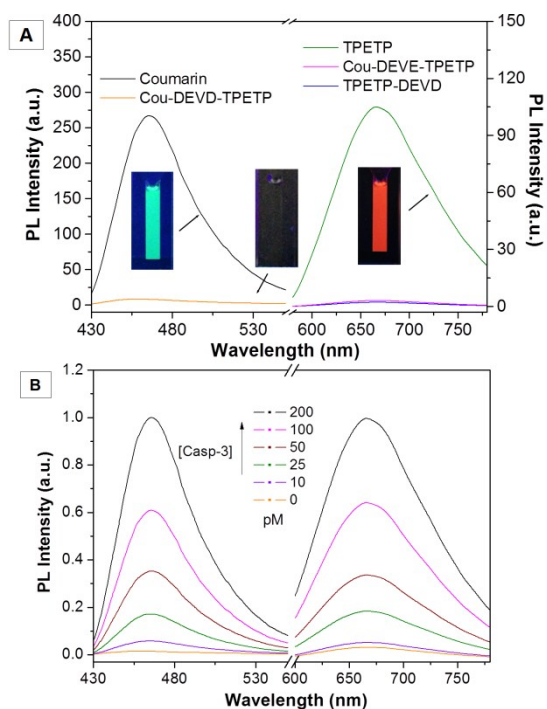 A
400
350
300
250
200
150
100
50
0
PL Intensity (a.u.)
Coumarin
Cou-DEVD-TPETP
TPETP
Cou-DEVE-TPETP
TPETP-DEVD
150
120
90
60
30
0
PL Intensity (a.u.)
430 480 530 600 650 700 750
Wavelength (nm)
B
1.2
1.0
0.8
0.6
0.4
0.2
0.0
PL Intensity (a.u.)
[Casp-3]
200
100
50
25
10
0
pM
430 480 530 600 650 700 750
Wavelength (nm)